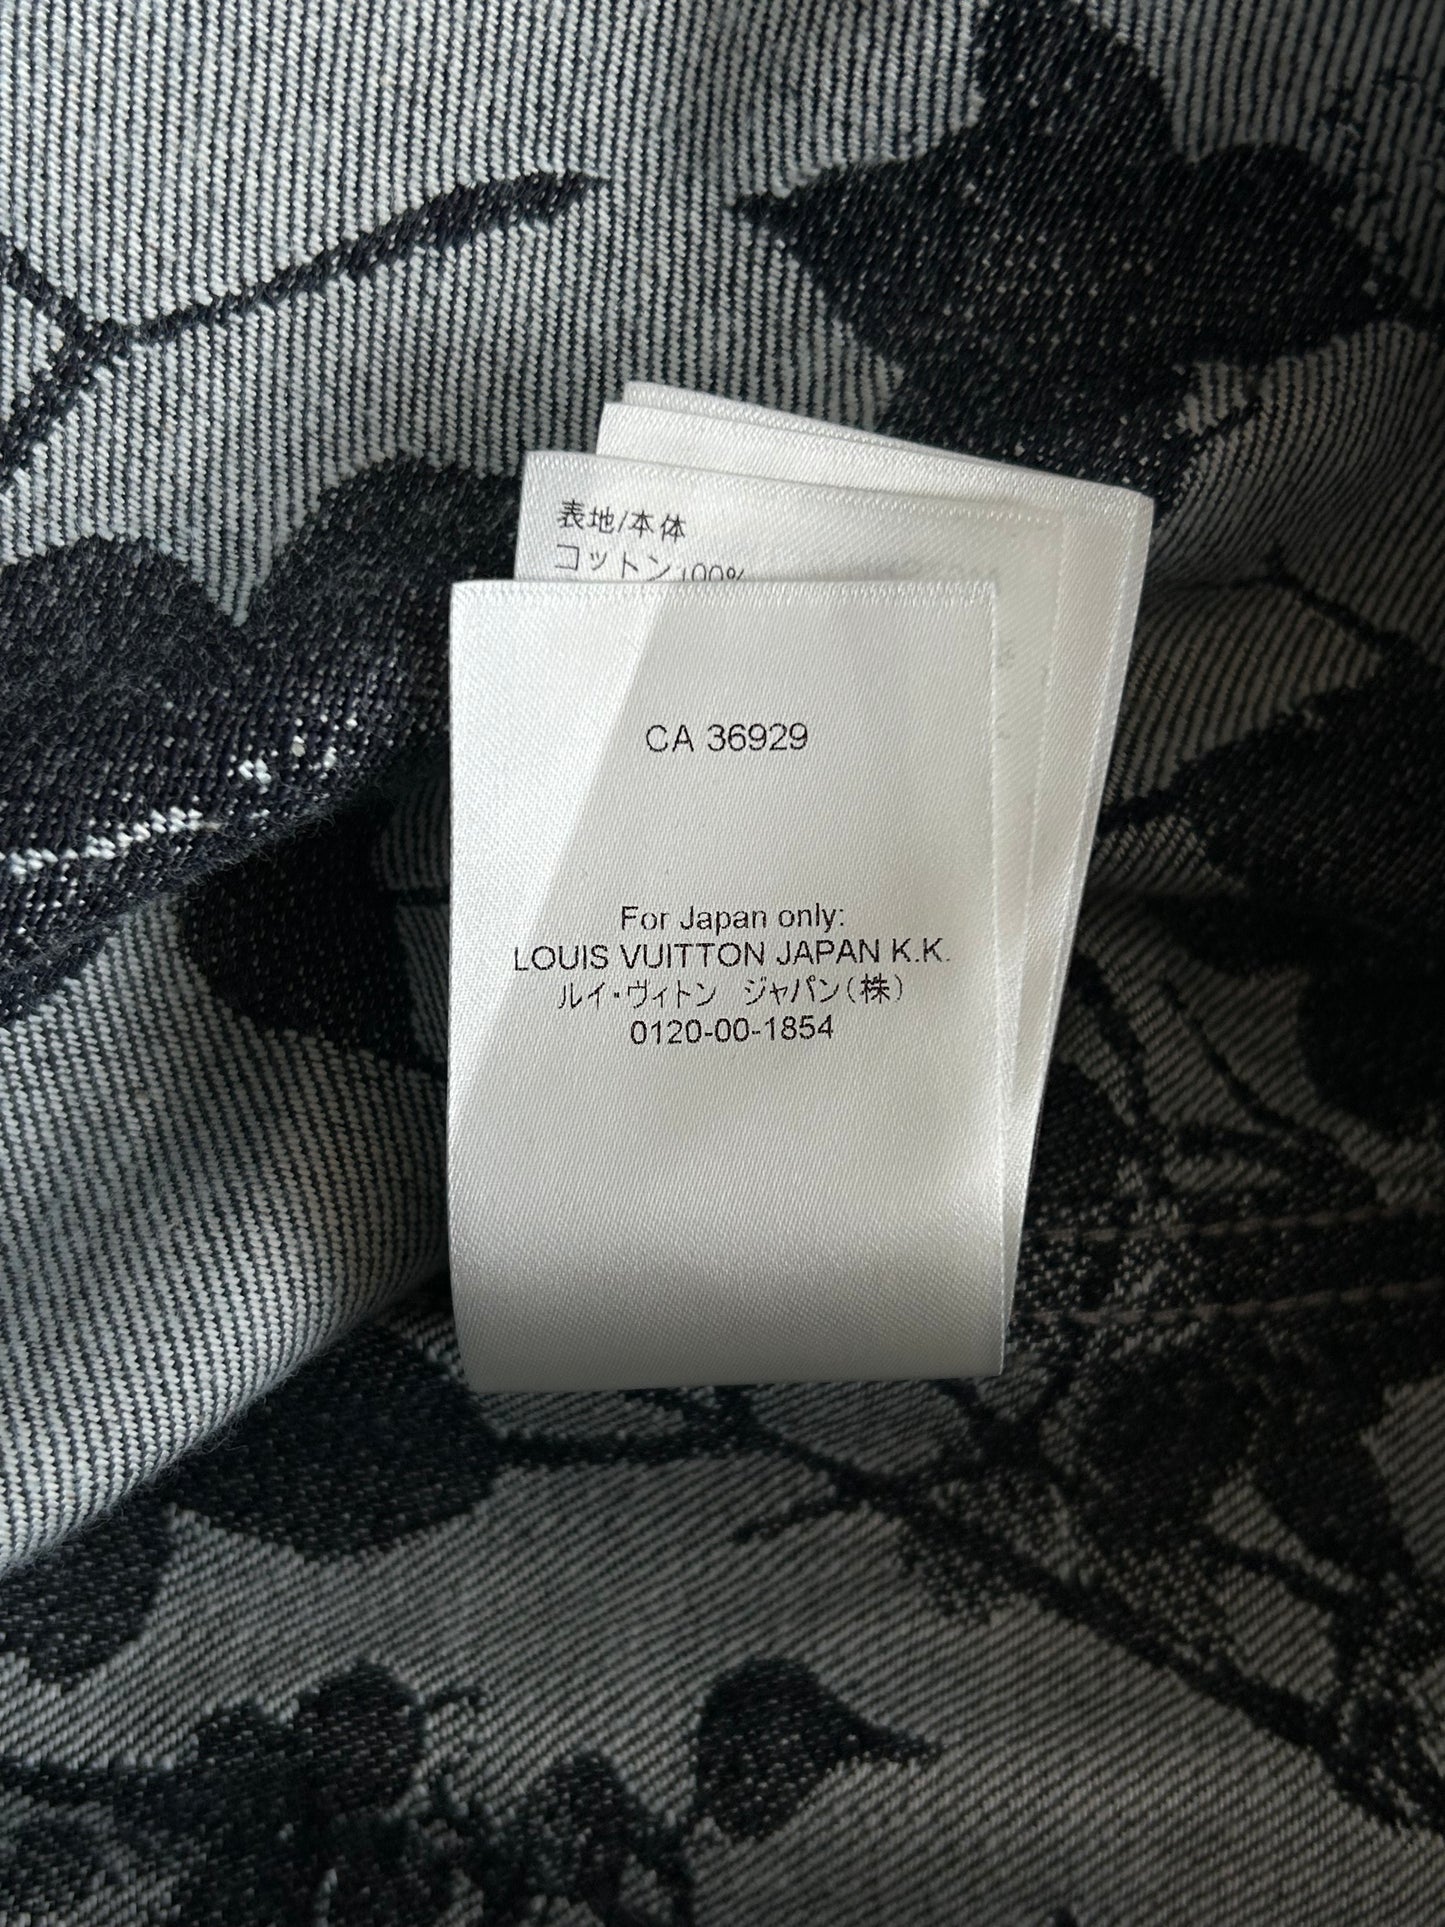 表地/本体
コットン100%
CA 36929
For Japan only:
LOUIS VUITTON JAPAN K.K.
ルイ・ヴィトン ジャパン(株)
0120-00-1854